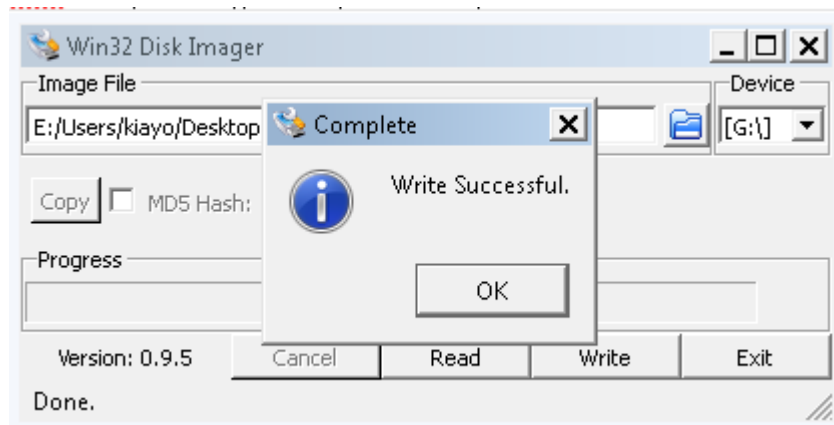 Win32 Disk Imager
Image File
Device
E:/Users/kiayo/Desktop
[G:\]
Complete
Write Successful.
OK
Copy
MD5 Hash:
Progress
Version: 0.9.5
Cancel
Read
Write
Exit
Done.